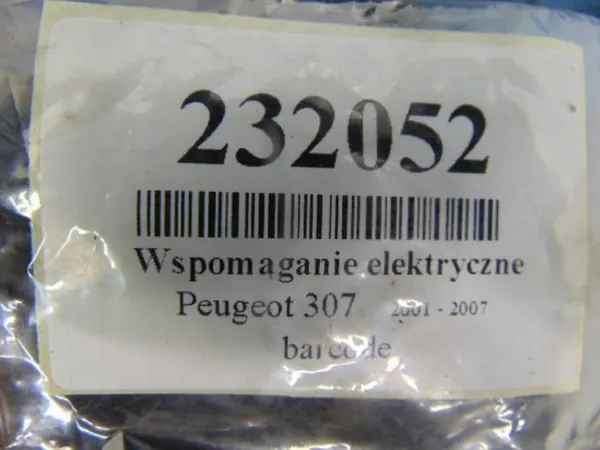 232052
Wspomaganie elektryczne
Peugeot 307 2001 - 2007
barcode